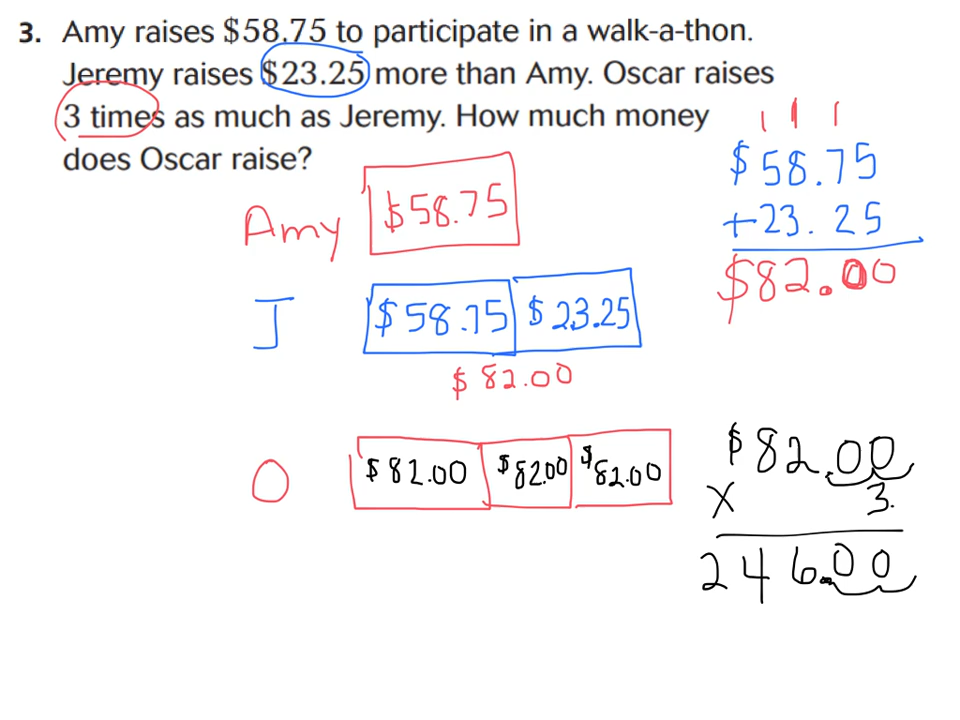 3. Amy raises $58.75 to participate in a walk-a-thon.
Jeremy raises $23.25 more than Amy. Oscar raises
3 times as much as Jeremy. How much money
does Oscar raise?
1 1 1
$58.75
+23.25
$82.00
Amy $58.75
J $58.75 $23.25
$82.00
O $82.00 $82.00 $82.00
$82.00
X 3.
246.00